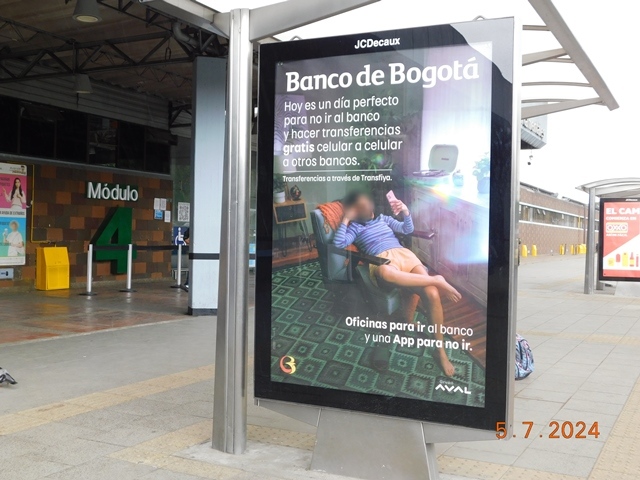 JCDecaux
Banco de Bogotá
Hoy es un día perfecto
para no ir al banco
y hacer transferencias
gratis celular a celular
a otros bancos.
Transferencias a través de Transfiya.
Oficinas para ir al banco
y una App para no ir.
AVAL
Módulo
4
EL CAM
5.7.2024